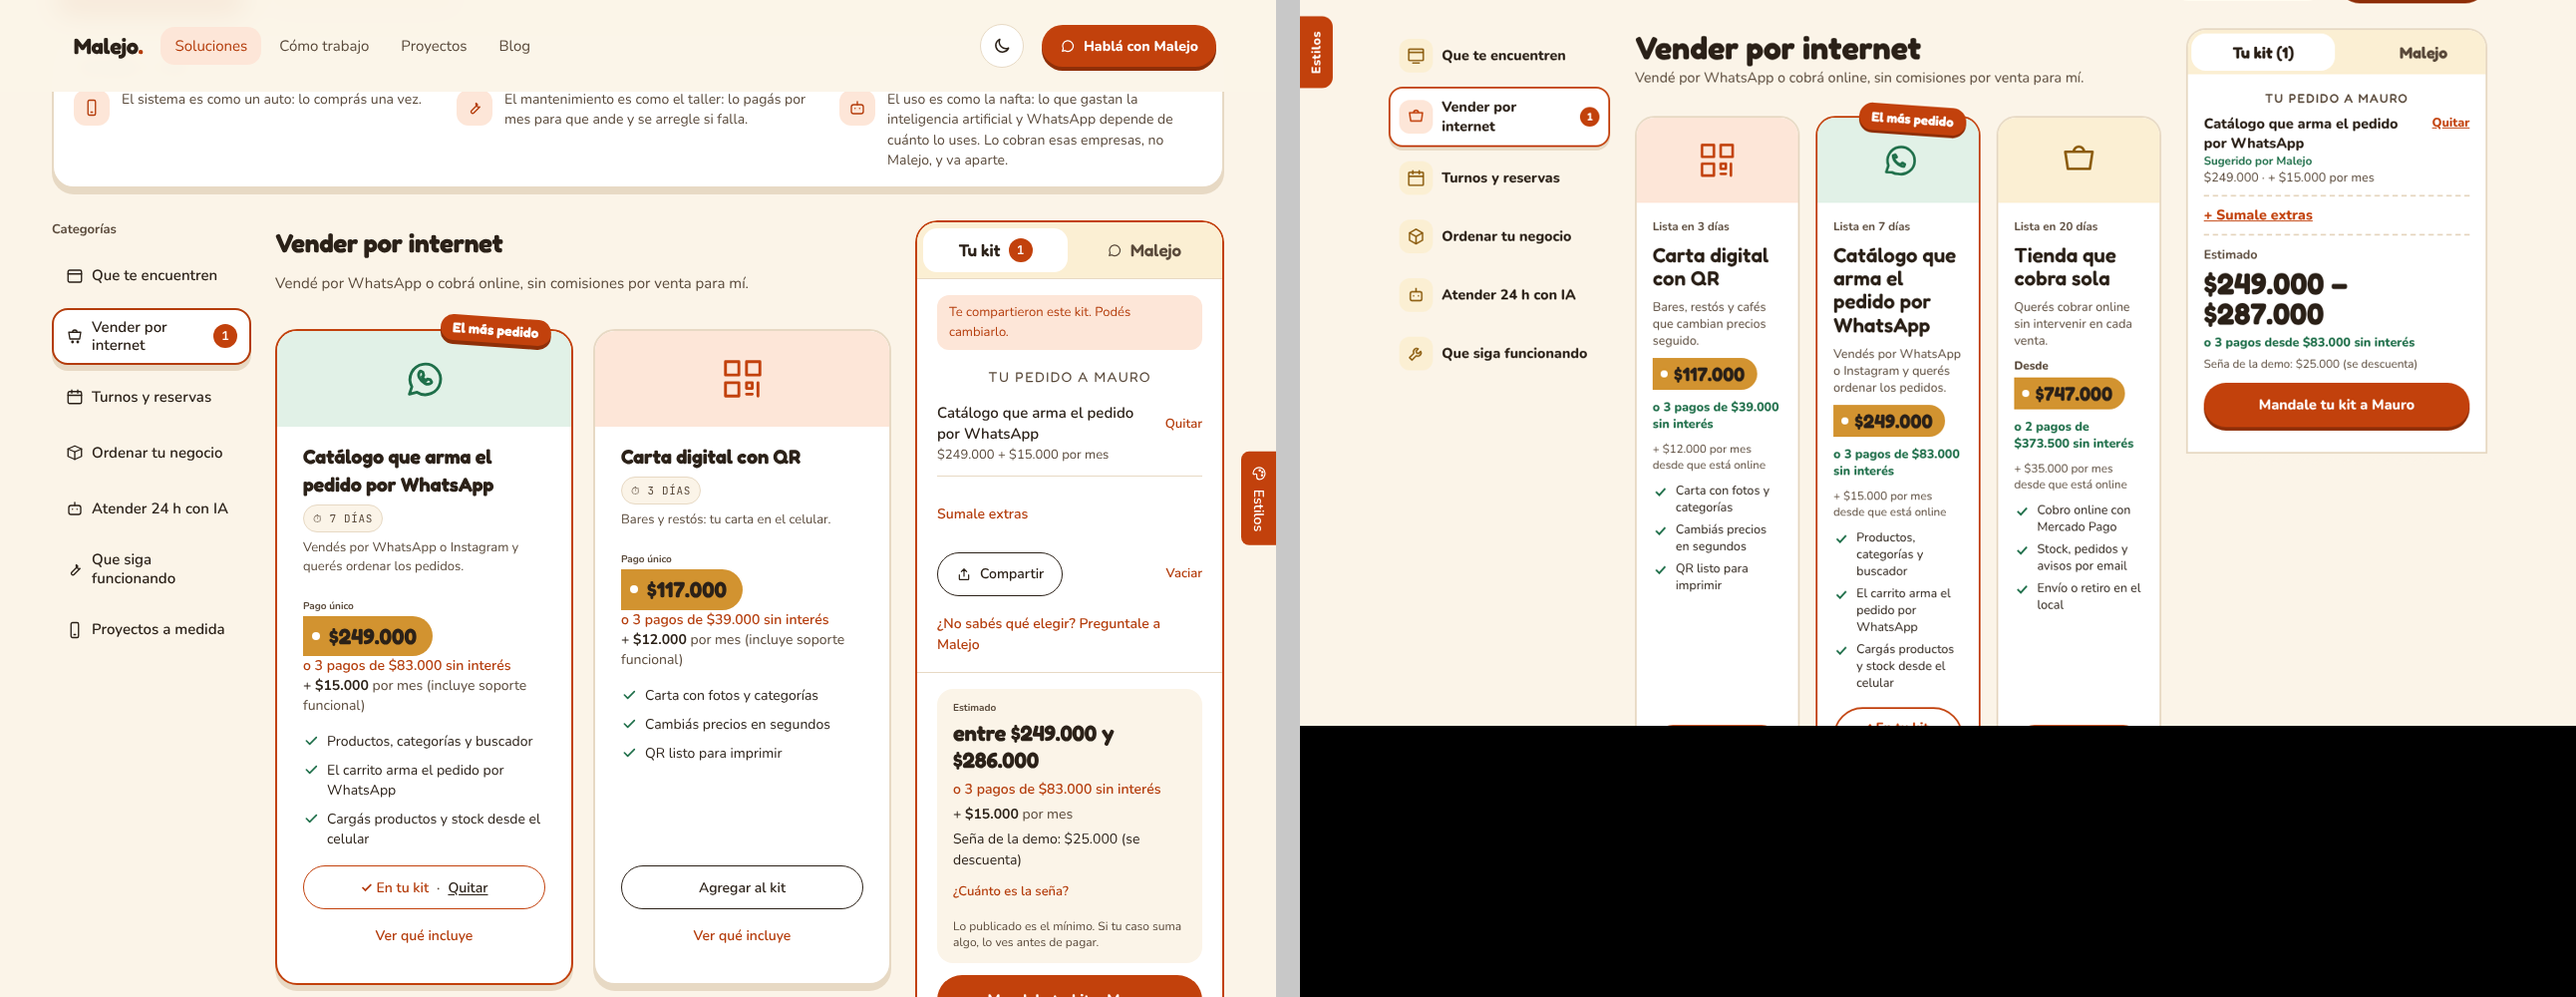 Malejo.
Soluciones
Cómo trabajo
Proyectos
Blog
Hablá con Malejo
El sistema es como un auto: lo comprás una vez.
El mantenimiento es como el taller: lo pagás por
mes para que ande y se arregle si falla.
El uso es como la nafta: lo que gastan la
inteligencia artificial y WhatsApp depende de
cuánto lo uses. Lo cobran esas empresas, no
Malejo, y va aparte.
Categorías
Que te encuentren
Vender por
internet
1
Turnos y reservas
Ordenar tu negocio
Atender 24 h con IA
Que siga
funcionando
Proyectos a medida
Vender por internet
Vendé por WhatsApp o cobrá online, sin comisiones por venta para mí.
El más pedido
Catálogo que arma el
pedido por WhatsApp
7 DÍAS
Vendés por WhatsApp o Instagram y
querés ordenar los pedidos.
Pago único
$249.000
o 3 pagos de $83.000 sin interés
+ $15.000 por mes (incluye soporte
funcional)
Productos, categorías y buscador
El carrito arma el pedido por
WhatsApp
Cargás productos y stock desde el
celular
En tu kit · Quitar
Ver qué incluye
Carta digital con QR
3 DÍAS
Bares y restós: tu carta en el celular.
Pago único
$117.000
o 3 pagos de $39.000 sin interés
+ $12.000 por mes (incluye soporte
funcional)
Carta con fotos y categorías
Cambiás precios en segundos
QR listo para imprimir
Agregar al kit
Ver qué incluye
Tu kit 1
Malejo
Te compartieron este kit. Podés
cambiarlo.
TU PEDIDO A MAURO
Catálogo que arma el pedido
por WhatsApp
Quitar
$249.000 + $15.000 por mes
Sumale extras
Compartir
Vaciar
¿No sabés qué elegir? Preguntale a
Malejo
Estimado
entre $249.000 y
$286.000
o 3 pagos de $83.000 sin interés
+ $15.000 por mes
Seña de la demo: $25.000 (se
descuenta)
¿Cuánto es la seña?
Lo publicado es el mínimo. Si tu caso suma
algo, lo ves antes de pagar.
Estilos
Estilos
Que te encuentren
Vender por
internet
1
Turnos y reservas
Ordenar tu negocio
Atender 24 h con IA
Que siga funcionando
Vender por internet
Vendé por WhatsApp o cobrá online, sin comisiones por venta para mí.
Lista en 3 días
Carta digital
con QR
Bares, restós y cafés
que cambian precios
seguido.
$117.000
o 3 pagos de $39.000
sin interés
+ $12.000 por mes
desde que está online
Carta con fotos y
categorías
Cambiás precios
en segundos
QR listo para
imprimir
El más pedido
Lista en 7 días
Catálogo que
arma el
pedido por
WhatsApp
Vendés por WhatsApp
o Instagram y querés
ordenar los pedidos.
$249.000
o 3 pagos de $83.000
sin interés
+ $15.000 por mes
desde que está online
Productos,
categorías y
buscador
El carrito arma el
pedido por
WhatsApp
Cargás productos
y stock desde el
celular
Lista en 20 días
Tienda que
cobra sola
Querés cobrar online
sin intervenir en cada
venta.
Desde
$747.000
o 2 pagos de
$373.500 sin interés
+ $35.000 por mes
desde que está online
Cobro online con
Mercado Pago
Stock, pedidos y
avisos por email
Envío o retiro en el
local
Tu kit (1)
Malejo
TU PEDIDO A MAURO
Catálogo que arma el pedido
por WhatsApp
Quitar
Sugerido por Malejo
$249.000 · + $15.000 por mes
+ Sumale extras
Estimado
$249.000 –
$287.000
o 3 pagos desde $83.000 sin interés
Seña de la demo: $25.000 (se descuenta)
Mandale tu kit a Mauro